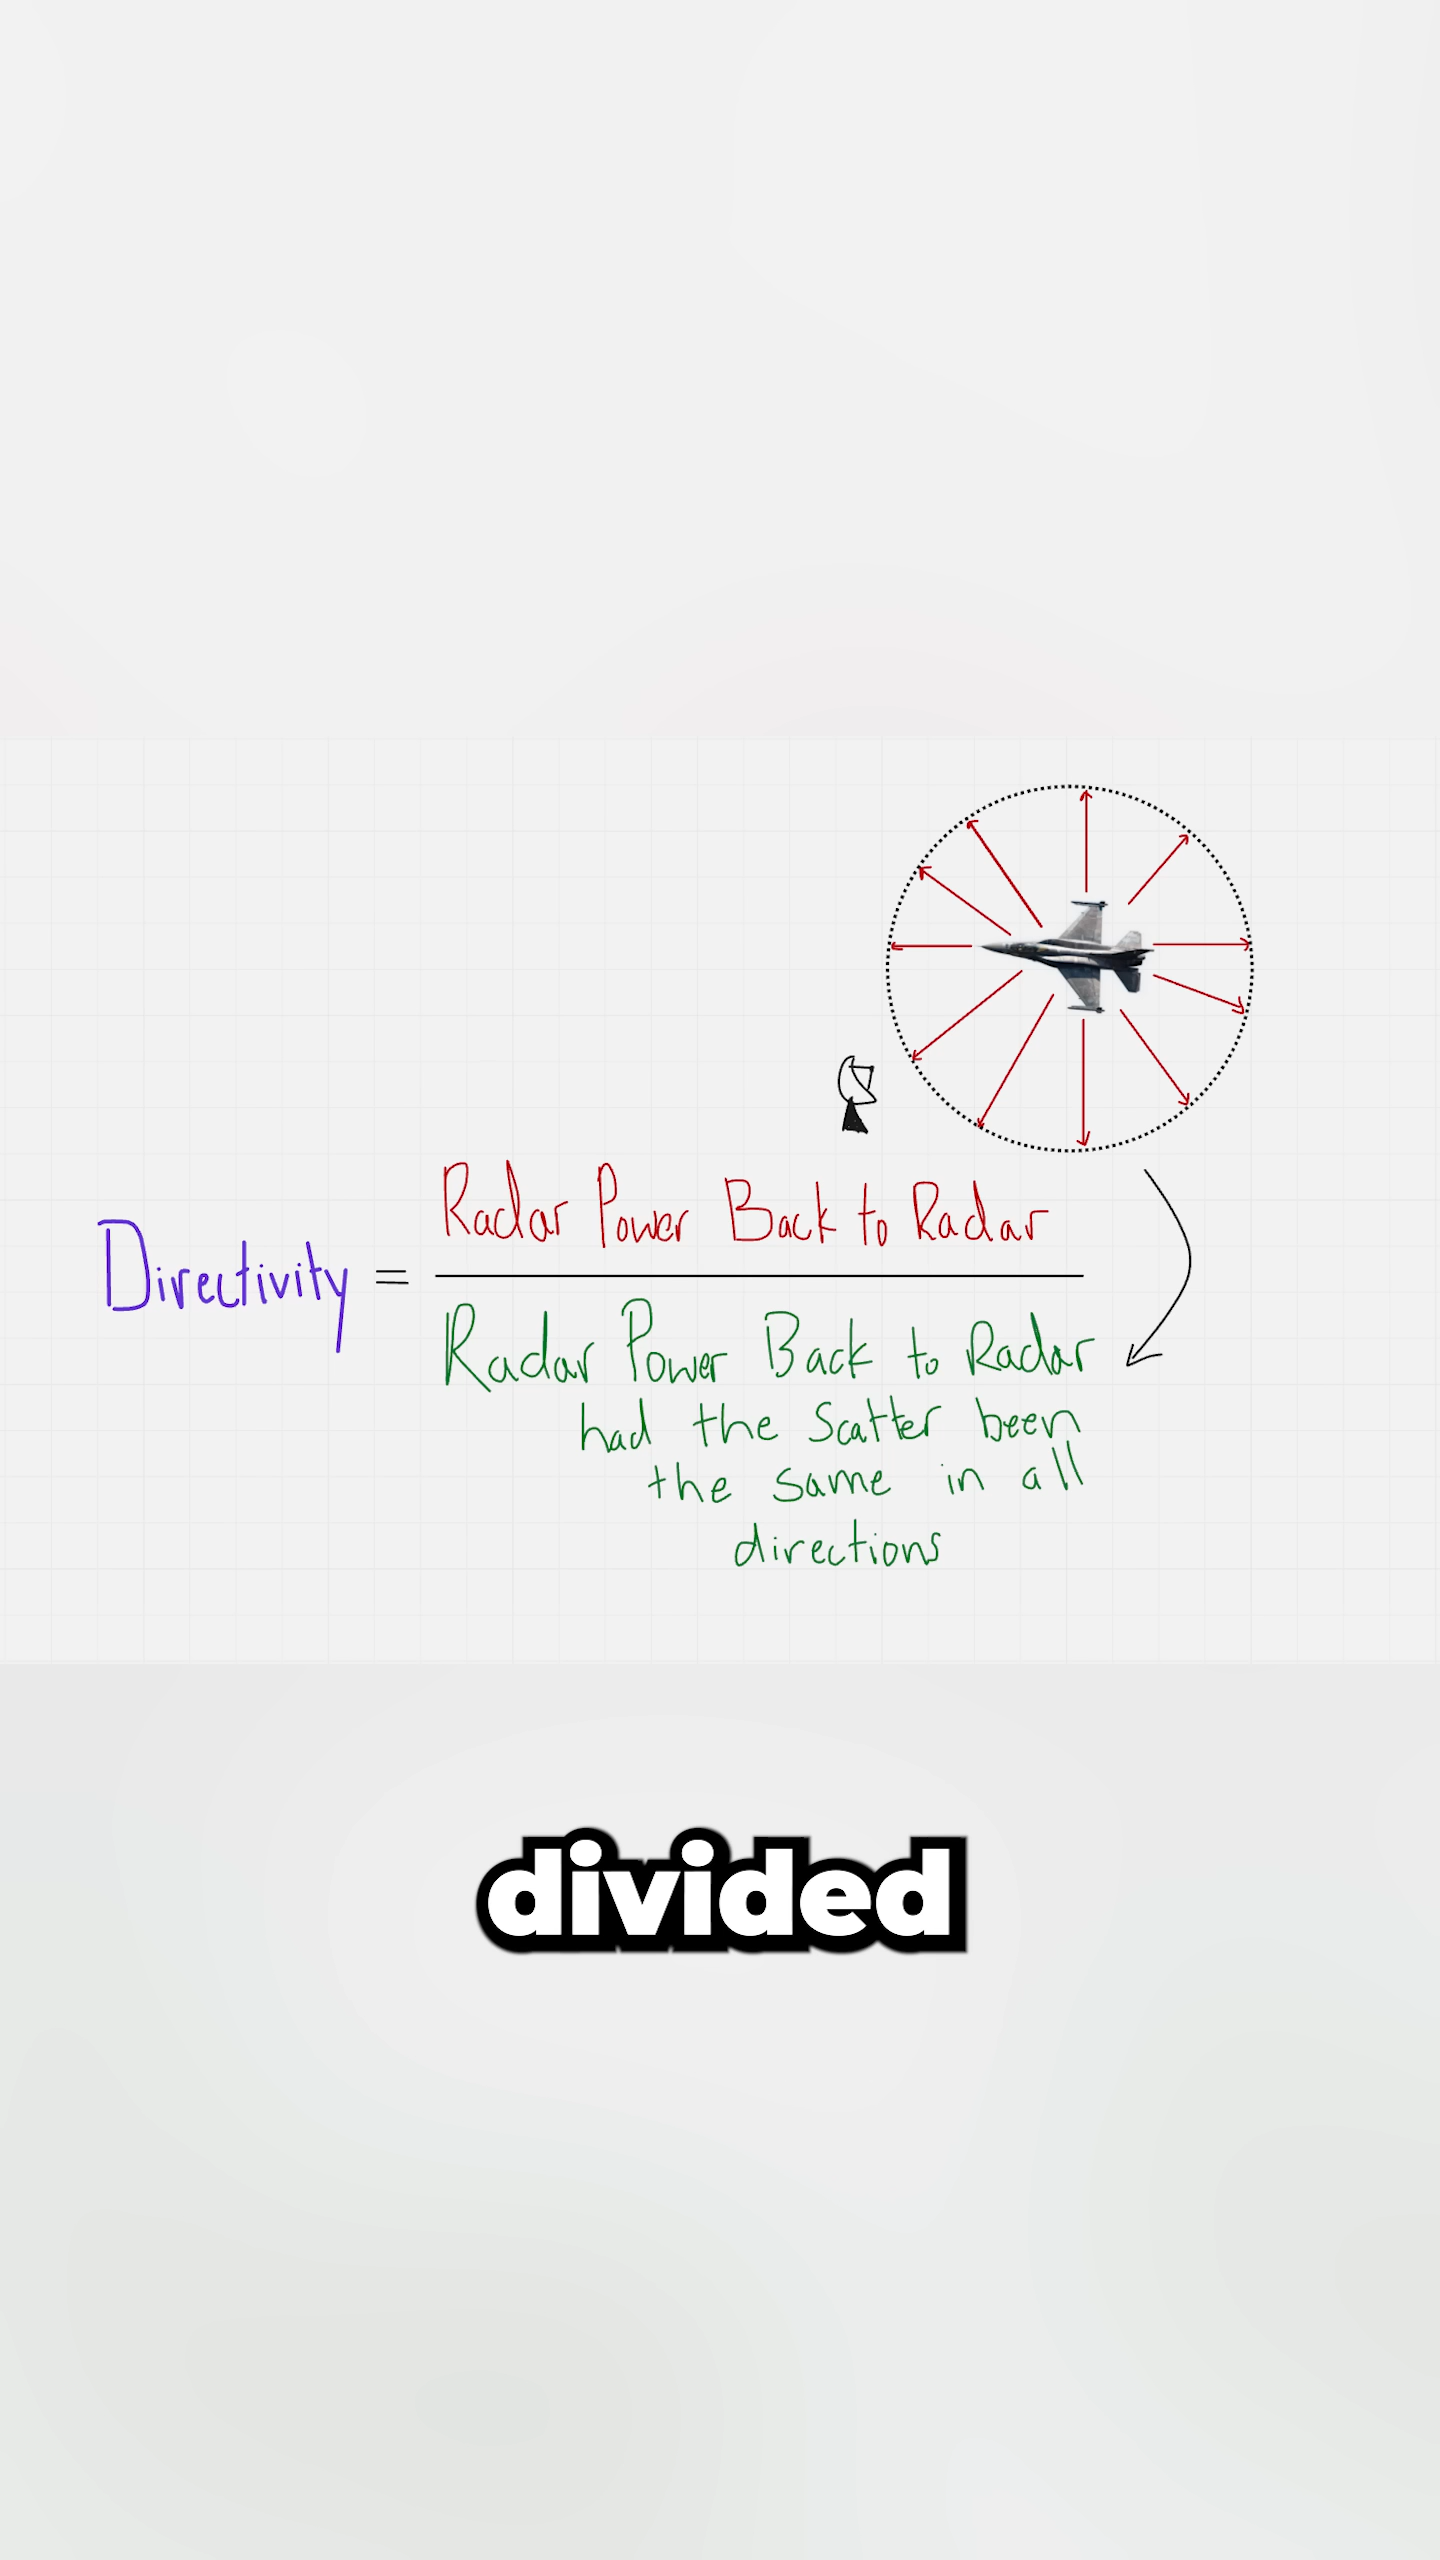 Radar Power Back to Radar
Directivity =
Radar Power Back to Radar
had the Scatter been
the same in all
directions
divided